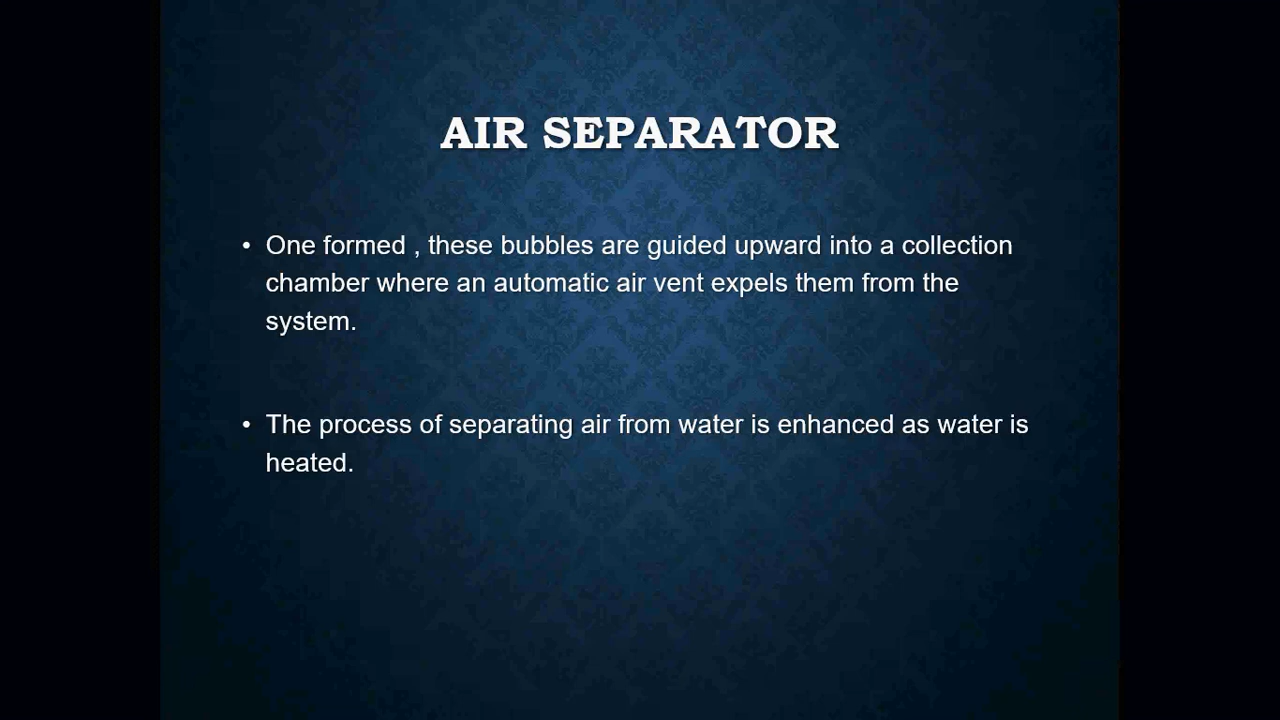 AIR SEPARATOR
• One formed , these bubbles are guided upward into a collection
chamber where an automatic air vent expels them from the
system.
• The process of separating air from water is enhanced as water is
heated.